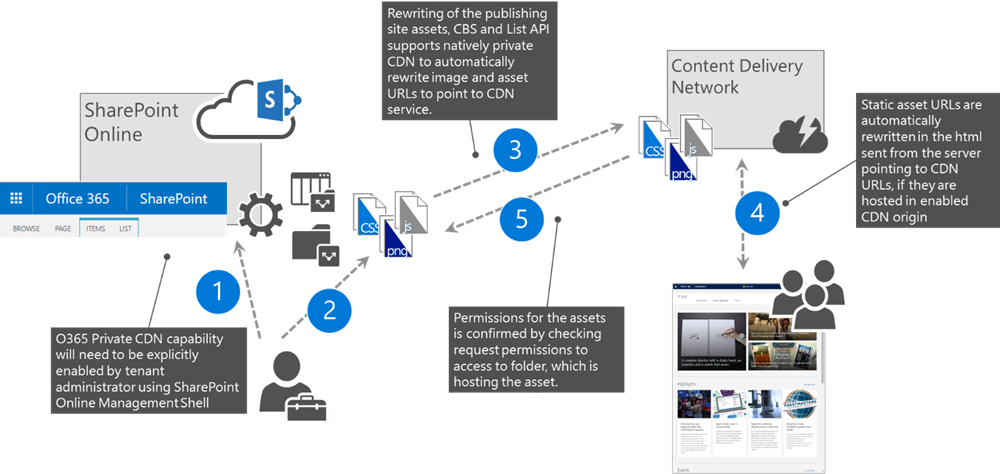 Rewriting of the publishing
site assets, CBS and List API
supports natively private
CDN to automatically
rewrite image and asset
URLs to point to CDN
service.
SharePoint
Online
S
Office 365
SharePoint
BROWSE
PAGE
ITEMS
LIST
CSS
js
png
1
2
3
5
4
O365 Private CDN capability
will need to be explicitly
enabled by tenant
administrator using SharePoint
Online Management Shell
Permissions for the assets
is confirmed by checking
request permissions to
access to folder, which is
hosting the asset.
Content Delivery
Network
CSS
js
png
Static asset URLs are
automatically
rewritten in the html
sent from the server
pointing to CDN
URLs, if they are
hosted in enabled
CDN origin
Highlights
TOASTMASTERS
Events